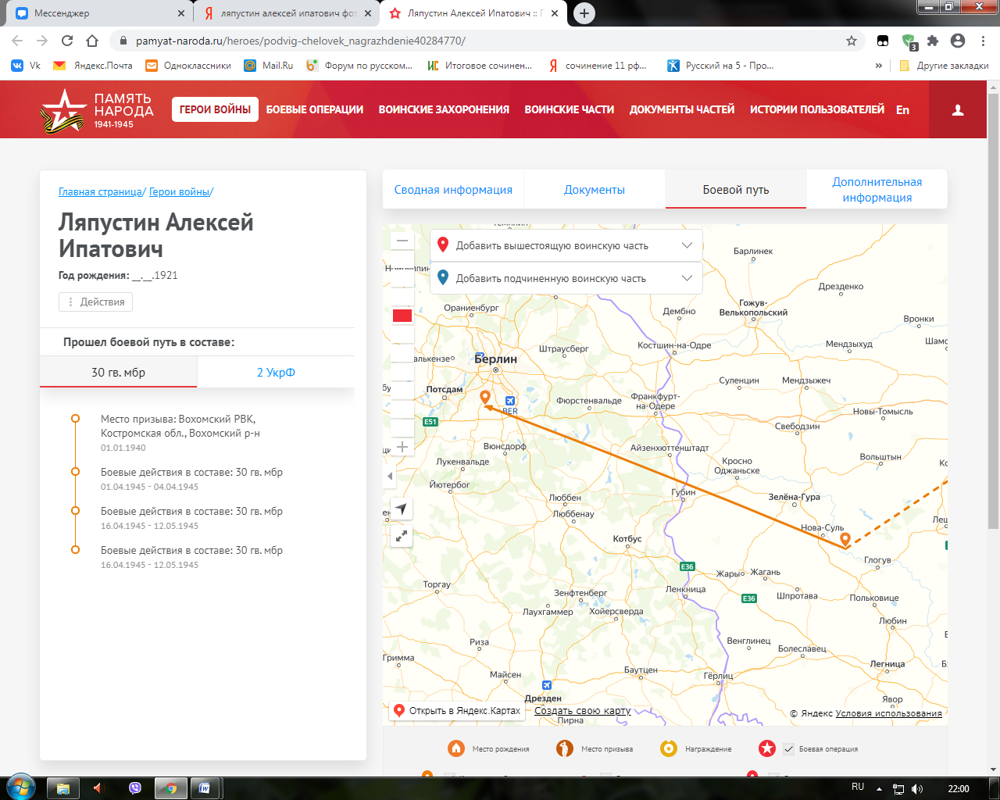 Мессенджер
ляпустин алексей ипатович фот
Ляпустин Алексей Ипатович :: П
pamyat-naroda.ru/heroes/podvig-chelovek_nagrazhdenie40284770/
3
Vk
Яндекс.Почта
Одноклассники
Mail.Ru
Форум по русском...
Итоговое сочинен...
сочинение 11 рф...
Русский на 5 - Про...
»
Другие закладки
ПАМЯТЬ
НАРОДА
1941-1945
ГЕРОИ ВОЙНЫ
БОЕВЫЕ ОПЕРАЦИИ
ВОИНСКИЕ ЗАХОРОНЕНИЯ
ВОИНСКИЕ ЧАСТИ
ДОКУМЕНТЫ ЧАСТЕЙ
ИСТОРИИ ПОЛЬЗОВАТЕЛЕЙ
En
Главная страница/ Герои войны/
Ляпустин Алексей
Ипатович
Год рождения: __.__.1921
Действия
Прошел боевой путь в составе:
30 гв. мбр
2 УкрФ
Место призыва: Вохомский РВК,
Костромская обл., Вохомский р-н
01.01.1940
Боевые действия в составе: 30 гв. мбр
01.04.1945 - 04.04.1945
Боевые действия в составе: 30 гв. мбр
16.04.1945 - 12.05.1945
Боевые действия в составе: 30 гв. мбр
16.04.1945 - 12.05.1945
Сводная информация
Документы
Боевой путь
Дополнительная
информация
Добавить вышестоящую воинскую часть
Добавить подчиненную воинскую часть
Барлинек
Дрезденко
Ораниенбург
Дембно
Гожув-
Велькопольский
Вронки
Штраусберг
Костшин-на-Одре
Мендзыхуд
Шамо
алькензе
Берлин
Потсдам
Суленцин
Мендзыжеч
BER
Фюрстенвальде
Франкфурт-
на-Одере
Новы-Томысль
E51
Свебодзин
Вюнсдорф
Айзенхюттенштадт
Вольштын
Лукенвальде
Кросно
Оджаньске
Ютербог
Губин
Зелёна-Гура
Люббен
Люббенау
Леш
Нова-Суль
Котбус
Глогув
E36
Жары
Жагань
Торгау
Ленкница
E36
Шпротава
Польковице
Зенфтенберг
Лаухгаммер
Хойерсверда
Любин
Риза
Венглинец
Болеславец
Гримма
Легница
Майсен
Баутцен
Гёрлиц
Дрезден
Явор
Пирна
Открыть в Яндекс.Картах
Создать свою карту
© Яндекс Условия использования
Место рождения
Место призыва
Награждение
Боевая операция
RU
22:00